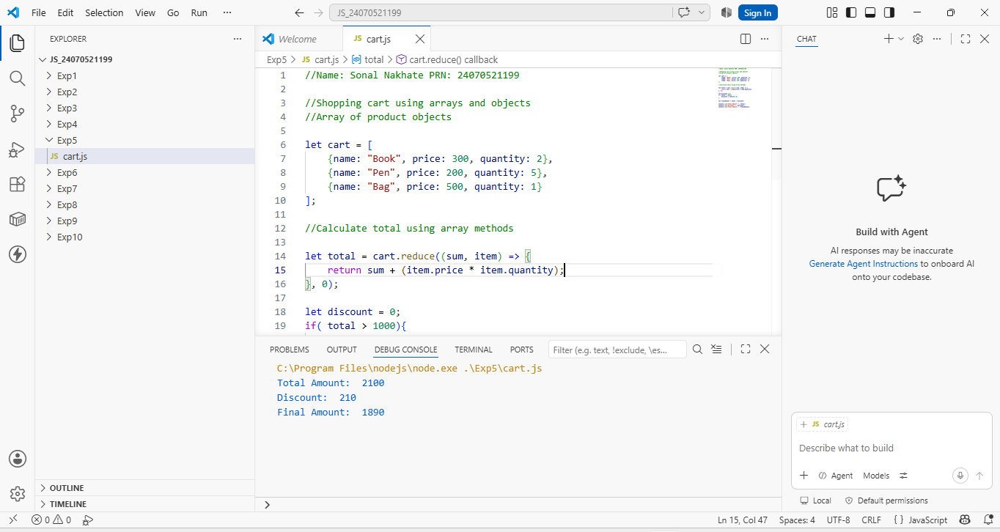 File Edit Selection View Go Run ··· JS_24070521199 Sign In
EXPLORER ···
JS_24070521199
Exp1
Exp2
Exp3
Exp4
Exp5
JS cart.js
Exp6
Exp7
Exp8
Exp9
Exp10
OUTLINE
TIMELINE
Welcome JS cart.js ···
Exp5 > JS cart.js > total > cart.reduce() callback
1 //Name: Sonal Nakhate PRN: 24070521199
2
3 //Shopping cart using arrays and objects
4 //Array of product objects
5
6 let cart = [
7 {name: "Book", price: 300, quantity: 2},
8 {name: "Pen", price: 200, quantity: 5},
9 {name: "Bag", price: 500, quantity: 1}
10 ];
11
12 //Calculate total using array methods
13
14 let total = cart.reduce((sum, item) => {
15 return sum + (item.price * item.quantity);
16 }, 0);
17
18 let discount = 0;
19 if( total > 1000){
PROBLEMS OUTPUT DEBUG CONSOLE TERMINAL PORTS Filter (e.g. text, !exclude, \es...
C:\Program Files\nodejs\node.exe .\Exp5\cart.js
Total Amount:  2100
Discount:  210
Final Amount:  1890
>
CHAT ···
Build with Agent
AI responses may be inaccurate
Generate Agent Instructions to onboard AI
onto your codebase.
+ JS cart.js
Describe what to build
+ Agent Models
Local Default permissions
0 0 Ln 15, Col 47 Spaces: 4 UTF-8 CRLF { } JavaScript